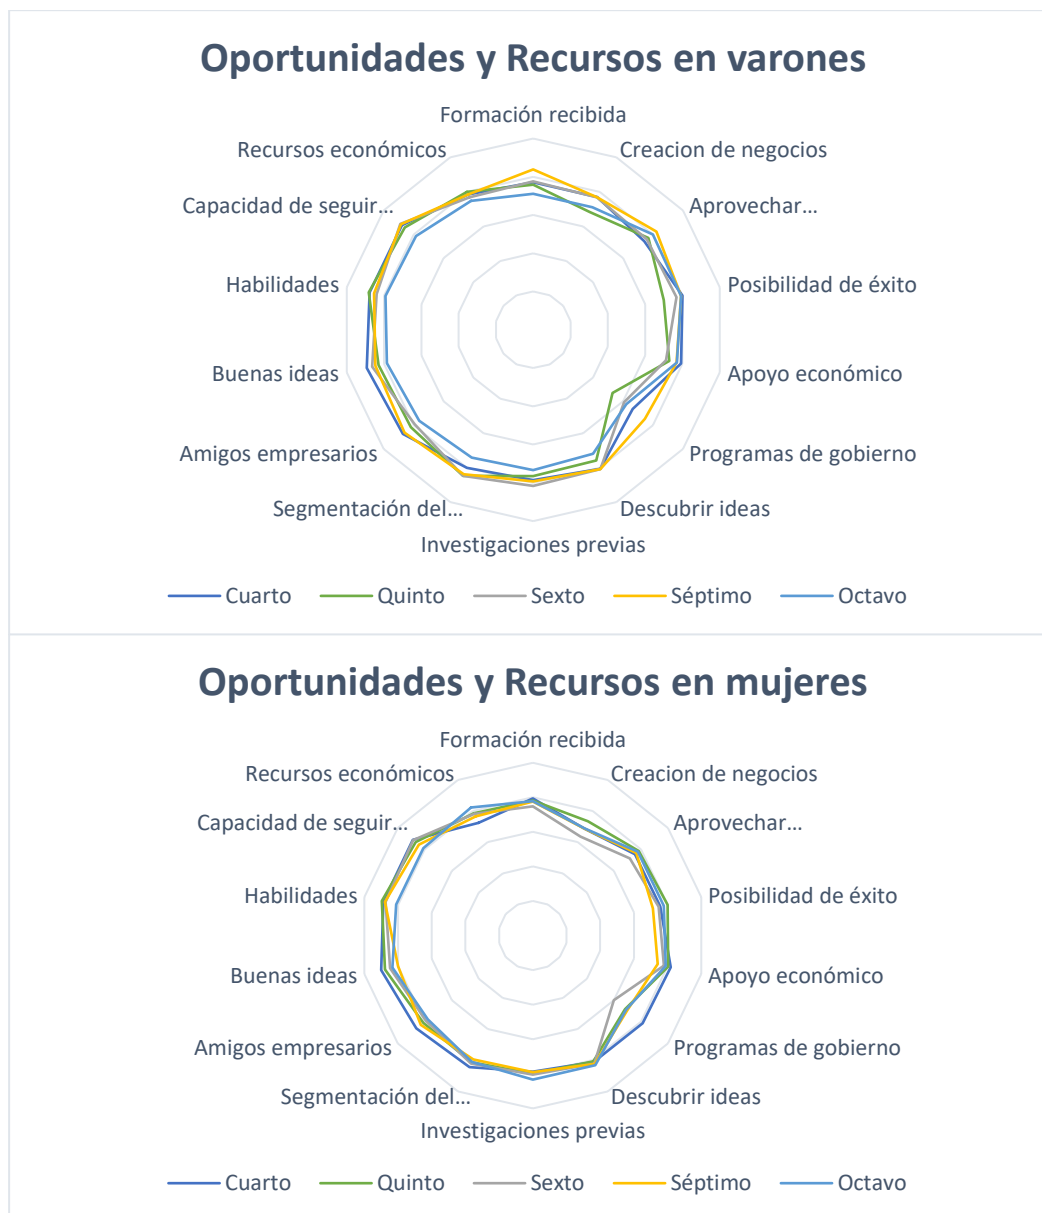 Oportunidades y Recursos en varones
Formación recibida
Recursos económicos
Creacion de negocios
Capacidad de seguir...
Aprovechar...
Habilidades
Posibilidad de éxito
Buenas ideas
Apoyo económico
Amigos empresarios
Programas de gobierno
Segmentación del...
Descubrir ideas
Investigaciones previas
Cuarto Quinto Sexto Séptimo Octavo
Oportunidades y Recursos en mujeres
Formación recibida
Recursos económicos
Creacion de negocios
Capacidad de seguir...
Aprovechar...
Habilidades
Posibilidad de éxito
Buenas ideas
Apoyo económico
Amigos empresarios
Programas de gobierno
Segmentación del...
Descubrir ideas
Investigaciones previas
Cuarto Quinto Sexto Séptimo Octavo